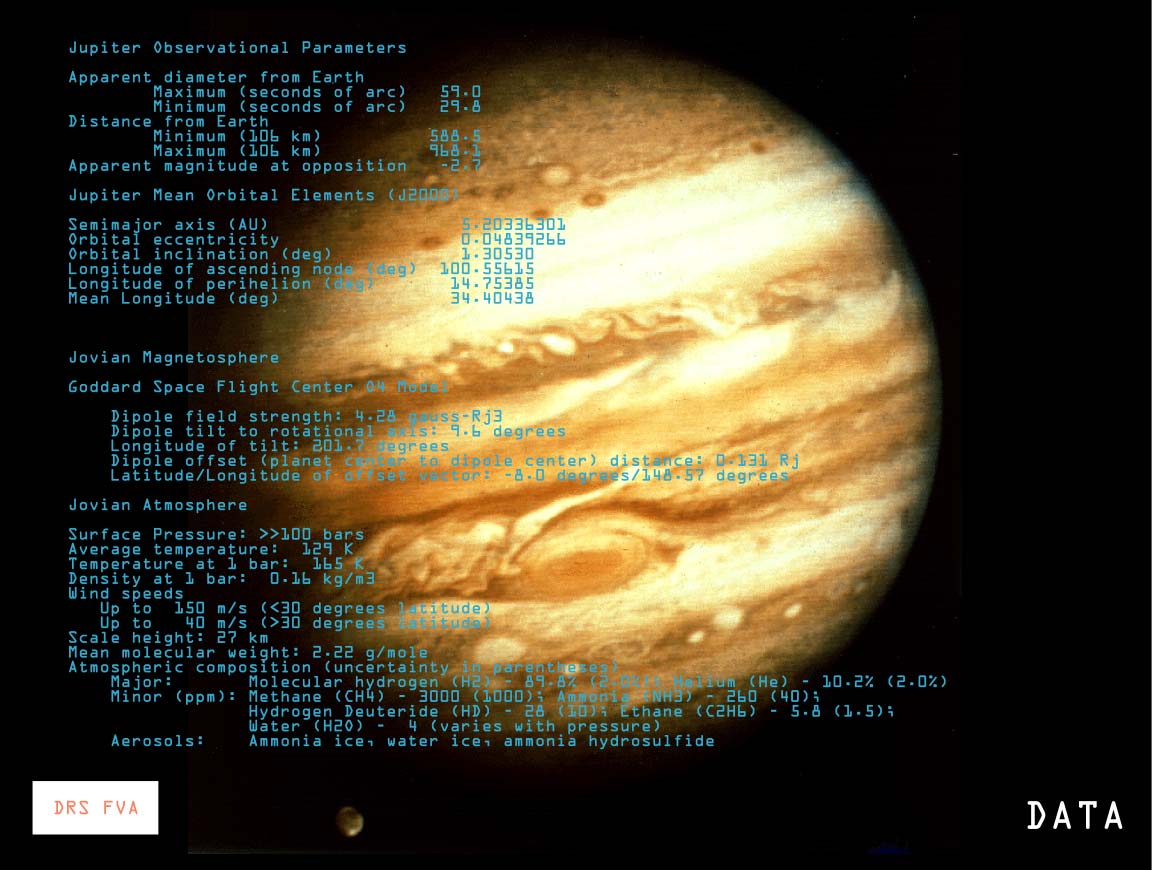 Jupiter Observational Parameters
Apparent diameter from Earth
Maximum (seconds of arc) 59.0
Minimum (seconds of arc) 29.8
Distance from Earth
Minimum (106 km) 588.5
Maximum (106 km) 968.1
Apparent magnitude at opposition -2.7
Jupiter Mean Orbital Elements (J2000)
Semimajor axis (AU) 5.20336301
Orbital eccentricity 0.04839266
Orbital inclination (deg) 1.30530
Longitude of ascending node (deg) 100.55615
Longitude of perihelion (deg) 14.75385
Mean Longitude (deg) 34.40438
Jovian Magnetosphere
Goddard Space Flight Center O4 Model
Dipole field strength: 4.28 gauss-Rj3
Dipole tilt to rotational axis: 9.6 degrees
Longitude of tilt: 201.7 degrees
Dipole offset (planet center to dipole center) distance: 0.131 Rj
Latitude/Longitude of offset vector: -8.0 degrees/148.57 degrees
Jovian Atmosphere
Surface Pressure: >>100 bars
Average temperature: 129 K
Temperature at 1 bar: 165 K
Density at 1 bar: 0.16 kg/m3
Wind speeds
Up to 150 m/s (<30 degrees latitude)
Up to 40 m/s (>30 degrees latitude)
Scale height: 27 km
Mean molecular weight: 2.22 g/mole
Atmospheric composition (uncertainty in parentheses)
Major: Molecular hydrogen (H2) - 89.8% (2.0%); Helium (He) - 10.2% (2.0%)
Minor (ppm): Methane (CH4) - 3000 (1000); Ammonia (NH3) - 260 (40);
Hydrogen Deuteride (HD) - 28 (10); Ethane (C2H6) - 5.8 (1.5);
Water (H2O) - 4 (varies with pressure)
Aerosols: Ammonia ice, water ice, ammonia hydrosulfide
DRS FVA
DATA